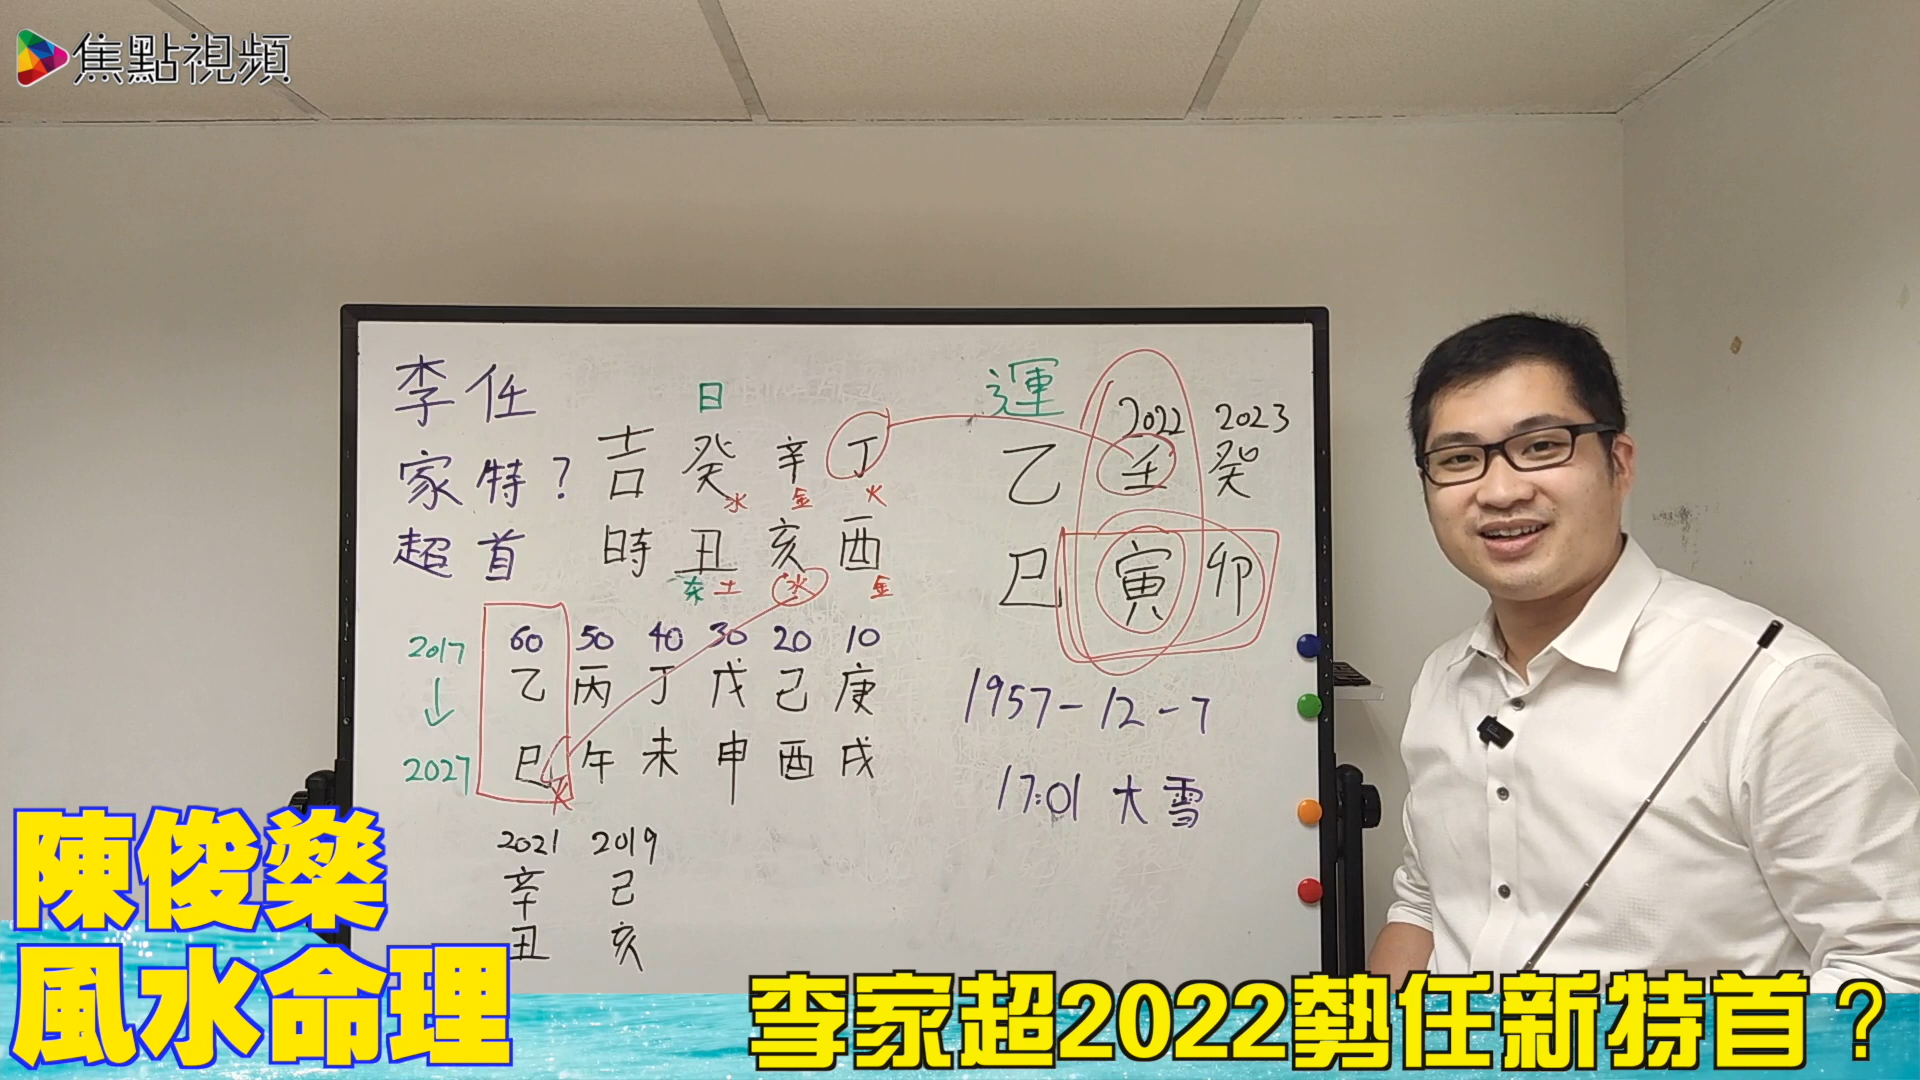 焦點視頻
李任
家特？
超首
日
吉癸辛丁
水金火
時丑亥酉
土水金
2017
2027
60 50 40 30 20 10
乙丙丁戊己庚
巳午未申酉戌
火
2021 2019
辛己
丑亥
運 2022 2023
乙壬癸
巳寅卯
1957-12-7
17:01 大雪
陳俊燊
風水命理
李家超2022勢任新特首？